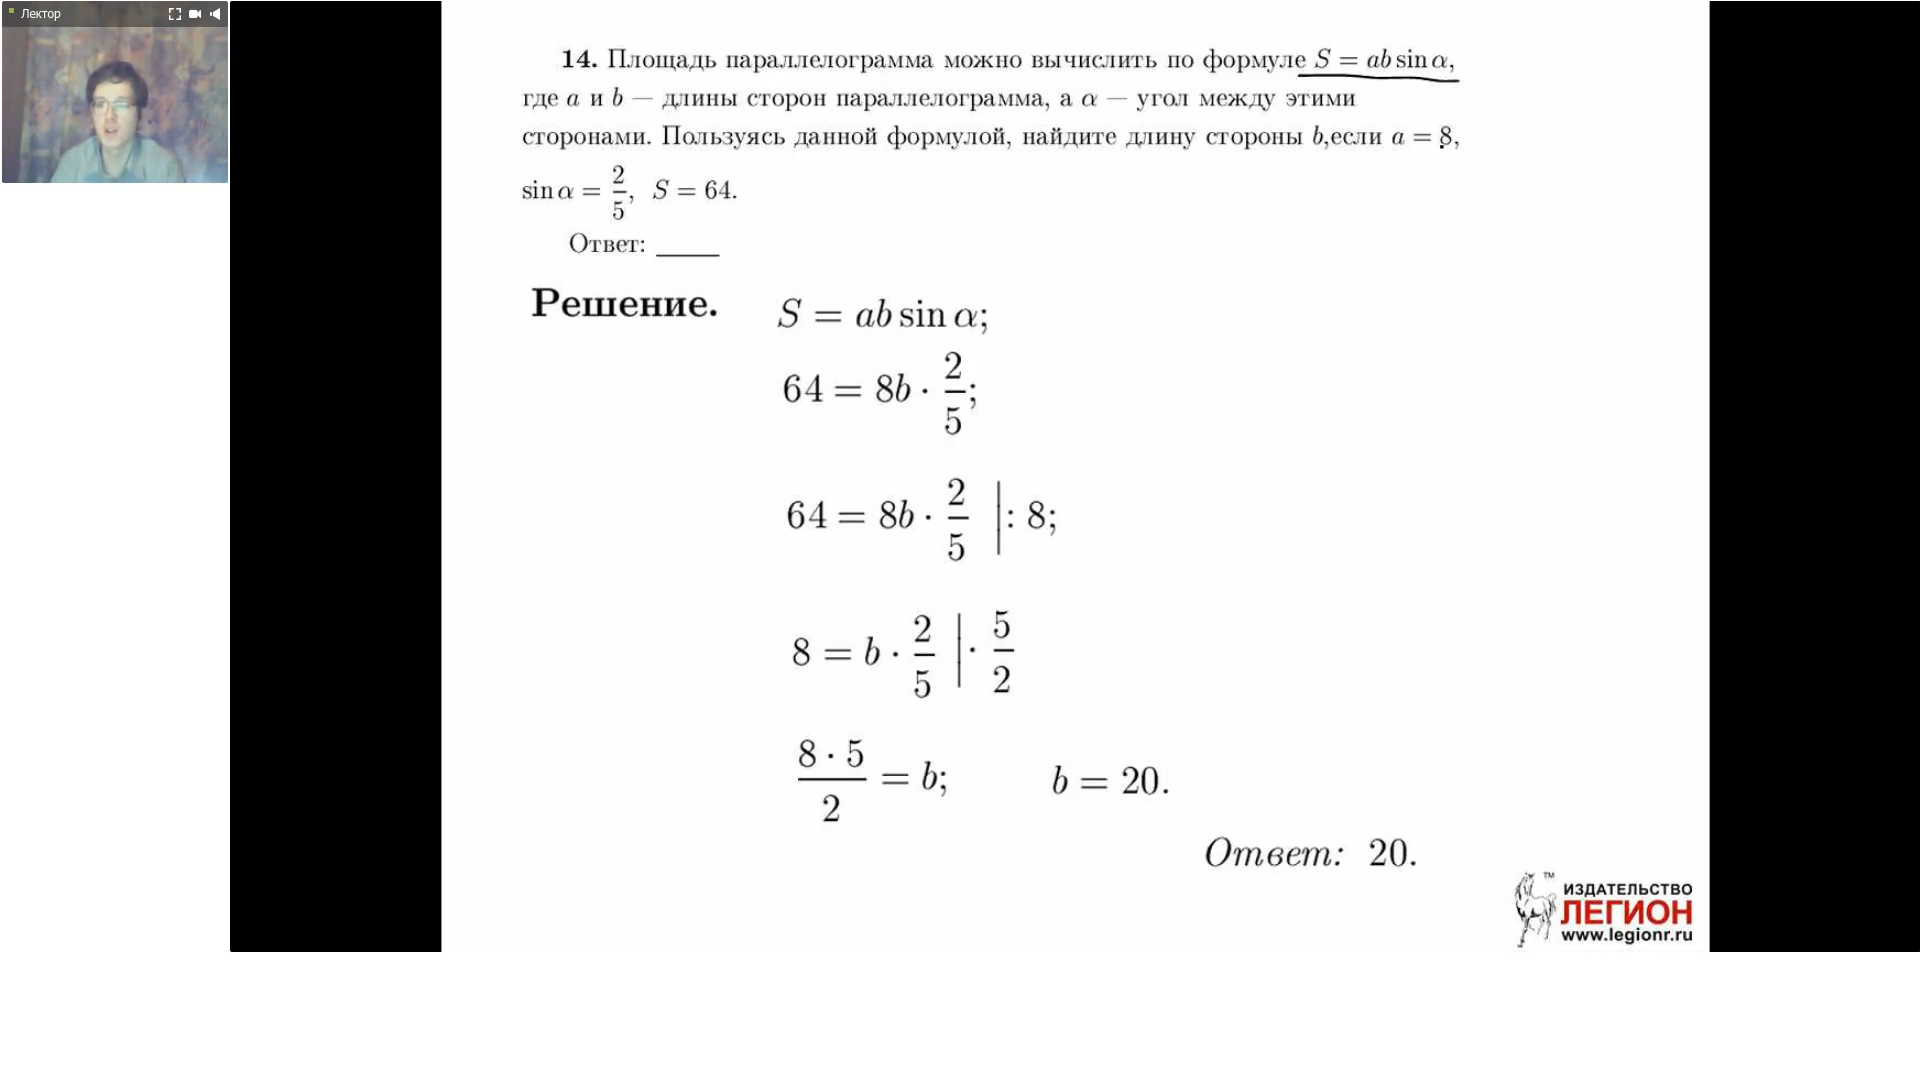 Лектор
14. Площадь параллелограмма можно вычислить по формуле S = ab sin α,
где a и b — длины сторон параллелограмма, а α — угол между этими
сторонами. Пользуясь данной формулой, найдите длину стороны b,если a = 8,
sin α = 2/5, S = 64.
Ответ: _____
Решение.
S = ab sin α;
64 = 8b · 2/5;
64 = 8b · 2/5 |: 8;
8 = b · 2/5 |· 5/2
8 · 5/2 = b; b = 20.
Ответ: 20.
TM
ИЗДАТЕЛЬСТВО
ЛЕГИОН
www.legionr.ru